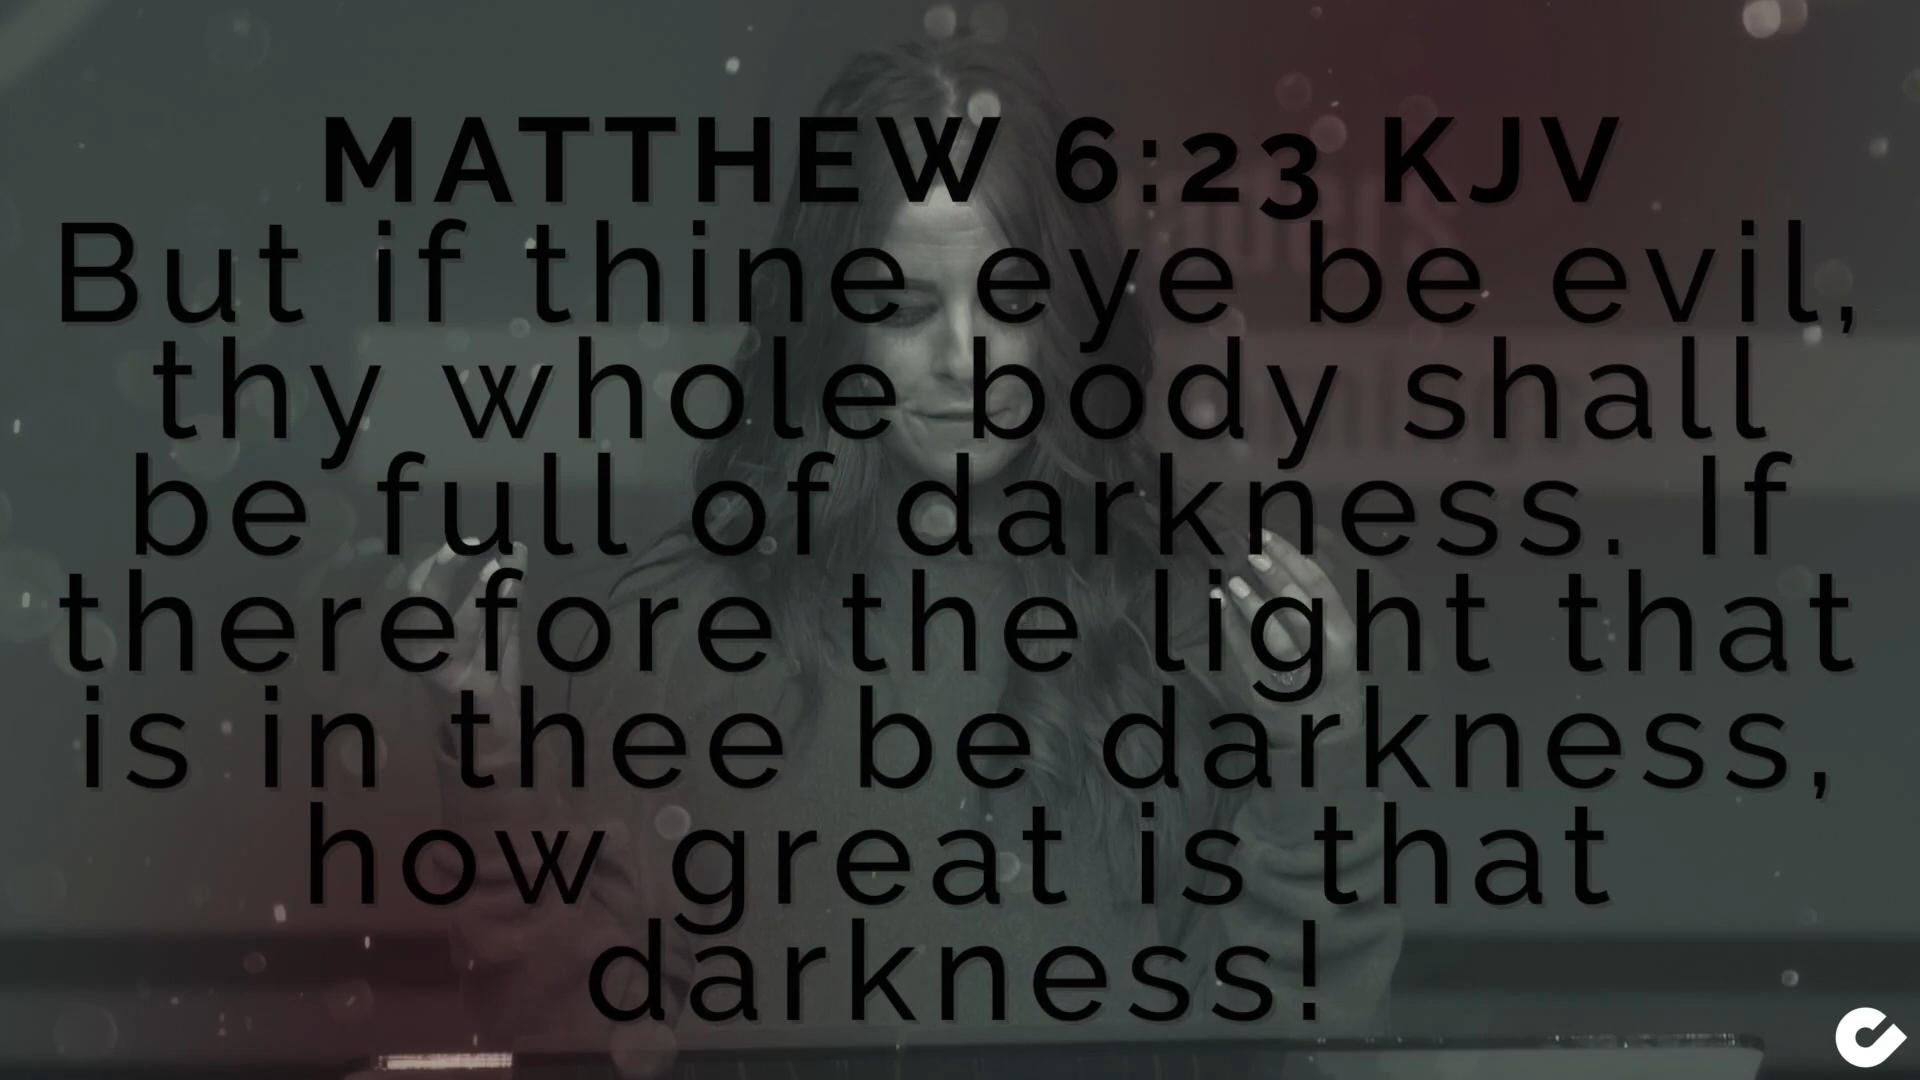 MATTHEW 6:23 KJV
But if thine eye be evil,
thy whole body shall
be full of darkness. If
therefore the light that
is in thee be darkness,
how great is that
darkness!